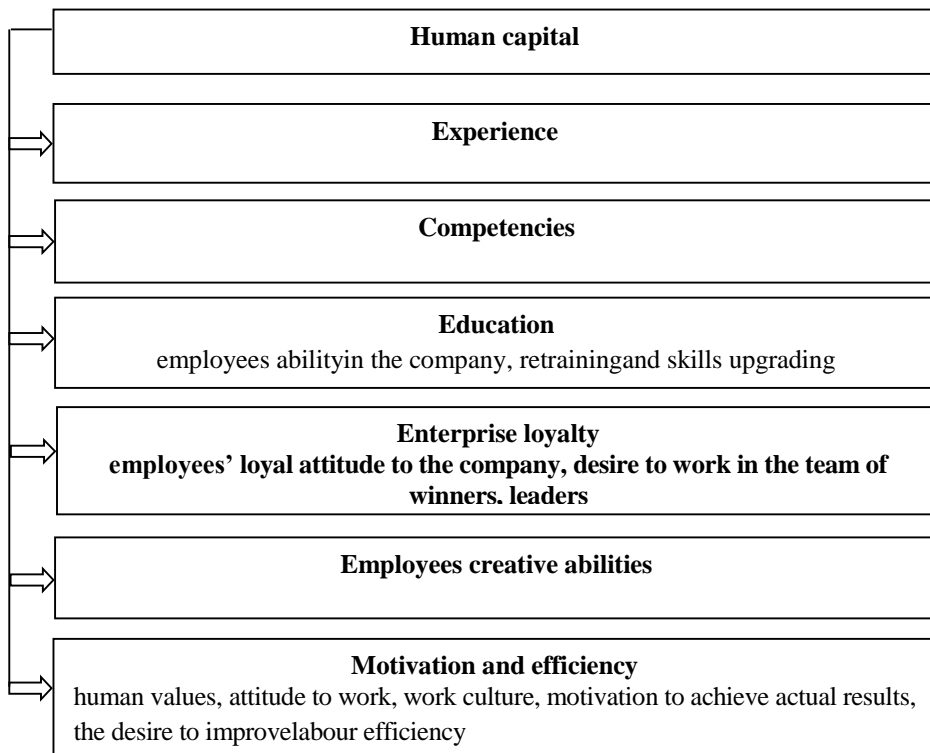 Human capital
Experience
Competencies
Education
employees abilityin the company, retrainingand skills upgrading
Enterprise loyalty
employees’ loyal attitude to the company, desire to work in the team of
winners, leaders
Employees creative abilities
Motivation and efficiency
human values, attitude to work, work culture, motivation to achieve actual results,
the desire to improvelabour efficiency